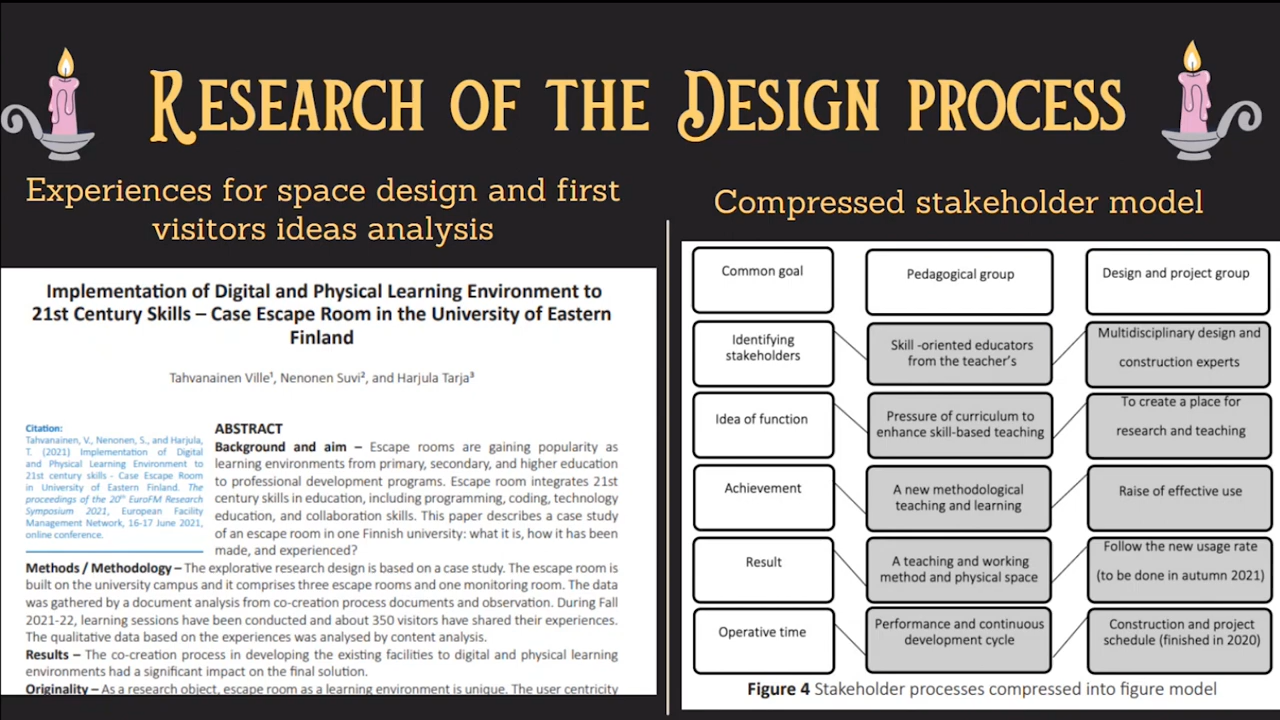 RESEARCH OF THE DESIGN PROCESS
Experiences for space design and first
visitors ideas analysis
Implementation of Digital and Physical Learning Environment to
21st Century Skills – Case Escape Room in the University of Eastern
Finland
Tahvanainen Ville¹, Nenonen Suvi², and Harjula Tarja³
Citation:
Tahvanainen, V., Nenonen, S., and Harjula,
T. (2021) Implementation of Digital
and Physical Learning Environment to
21st century skills - Case Escape Room
in University of Eastern Finland. The
proceedings of the 20th EuroFM Research
Symposium 2021, European Facility
Management Network, 16-17 June 2021,
online conference.
ABSTRACT
Background and aim – Escape rooms are gaining popularity as
learning environments from primary, secondary, and higher education
to professional development programs. Escape room integrates 21st
century skills in education, including programming, coding, technology
education, and collaboration skills. This paper describes a case study
of an escape room in one Finnish university: what it is, how it has been
made, and experienced?
Methods / Methodology – The explorative research design is based on a case study. The escape room is
built on the university campus and it comprises three escape rooms and one monitoring room. The data
was gathered by a document analysis from co-creation process documents and observation. During Fall
2021-22, learning sessions have been conducted and about 350 visitors have shared their experiences.
The qualitative data based on the experiences was analysed by content analysis.
Results – The co-creation process in developing the existing facilities to digital and physical learning
environments had a significant impact on the final solution.
Originality – As a research object, escape room as a learning environment is unique. The user centricity
Compressed stakeholder model
Common goal
Pedagogical group
Design and project group
Identifying
stakeholders
Skill -oriented educators
from the teacher's
Multidisciplinary design and
construction experts
Idea of function
Pressure of curriculum to
enhance skill-based teaching
To create a place for
research and teaching
Achievement
A new methodological
teaching and learning
Raise of effective use
Result
A teaching and working
method and physical space
Follow the new usage rate
(to be done in autumn 2021)
Operative time
Performance and continuous
development cycle
Construction and project
schedule (finished in 2020)
Figure 4 Stakeholder processes compressed into figure model